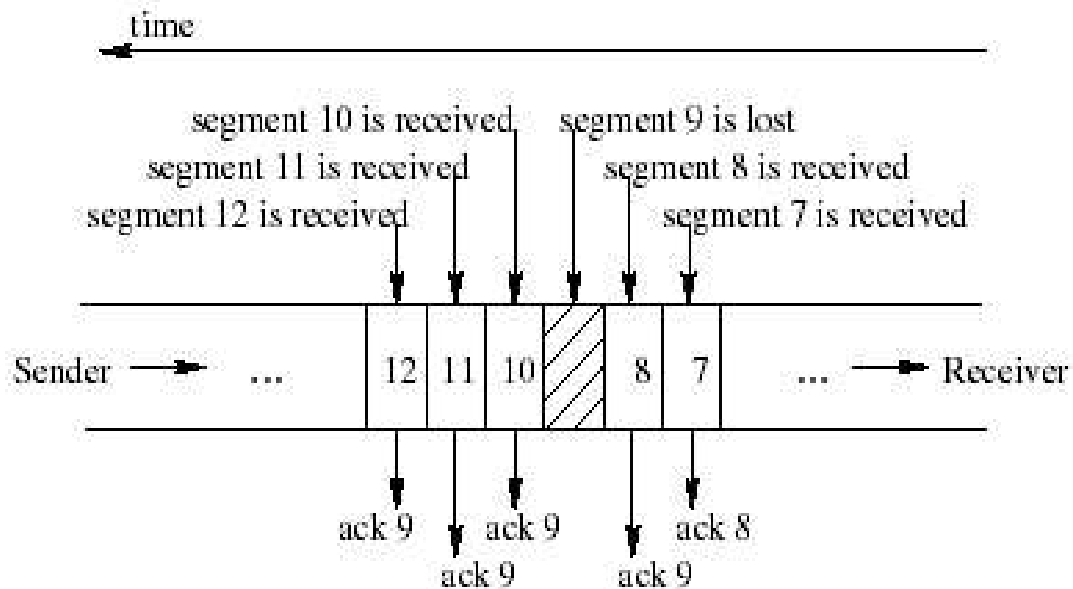 time
segment 10 is received
segment 9 is lost
segment 11 is received
segment 8 is received
segment 12 is received
segment 7 is received
Sender
...
12
11
10
8
7
...
Receiver
ack 9
ack 9
ack 8
ack 9
ack 9